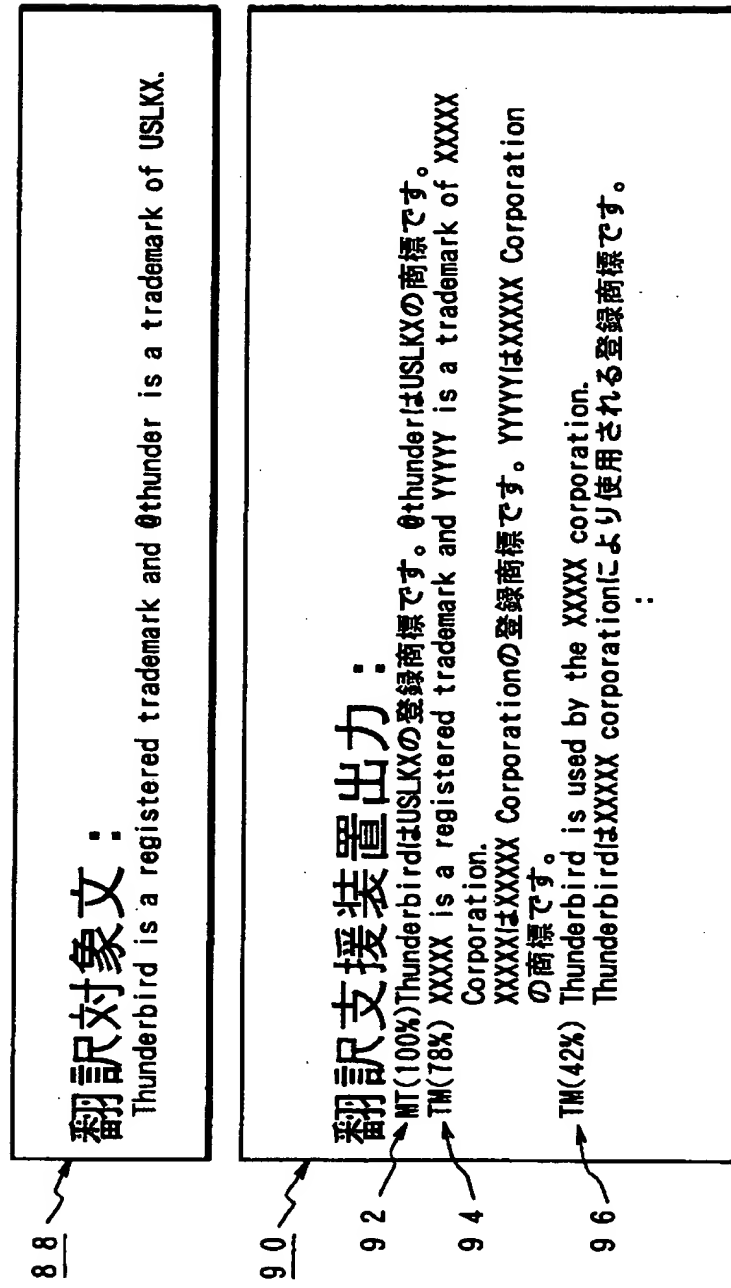 88
翻訳対象文：
Thunderbird is a registered trademark and @thunder is a trademark of USLKX.
90
翻訳支援装置出力：
92
MT(100%)ThunderbirdはUSLKXの登録商標です。@thunderはUSLKXの商標です。
94
TM(78%) XXXXX is a registered trademark and YYYYY is a trademark of XXXXX
Corporation.
XXXXXはXXXXX Corporationの登録商標です。YYYYYはXXXXX Corporation
の商標です。
96
TM(42%) Thunderbird is used by the XXXXX corporation.
ThunderbirdはXXXXX corporationにより使用される登録商標です。
: